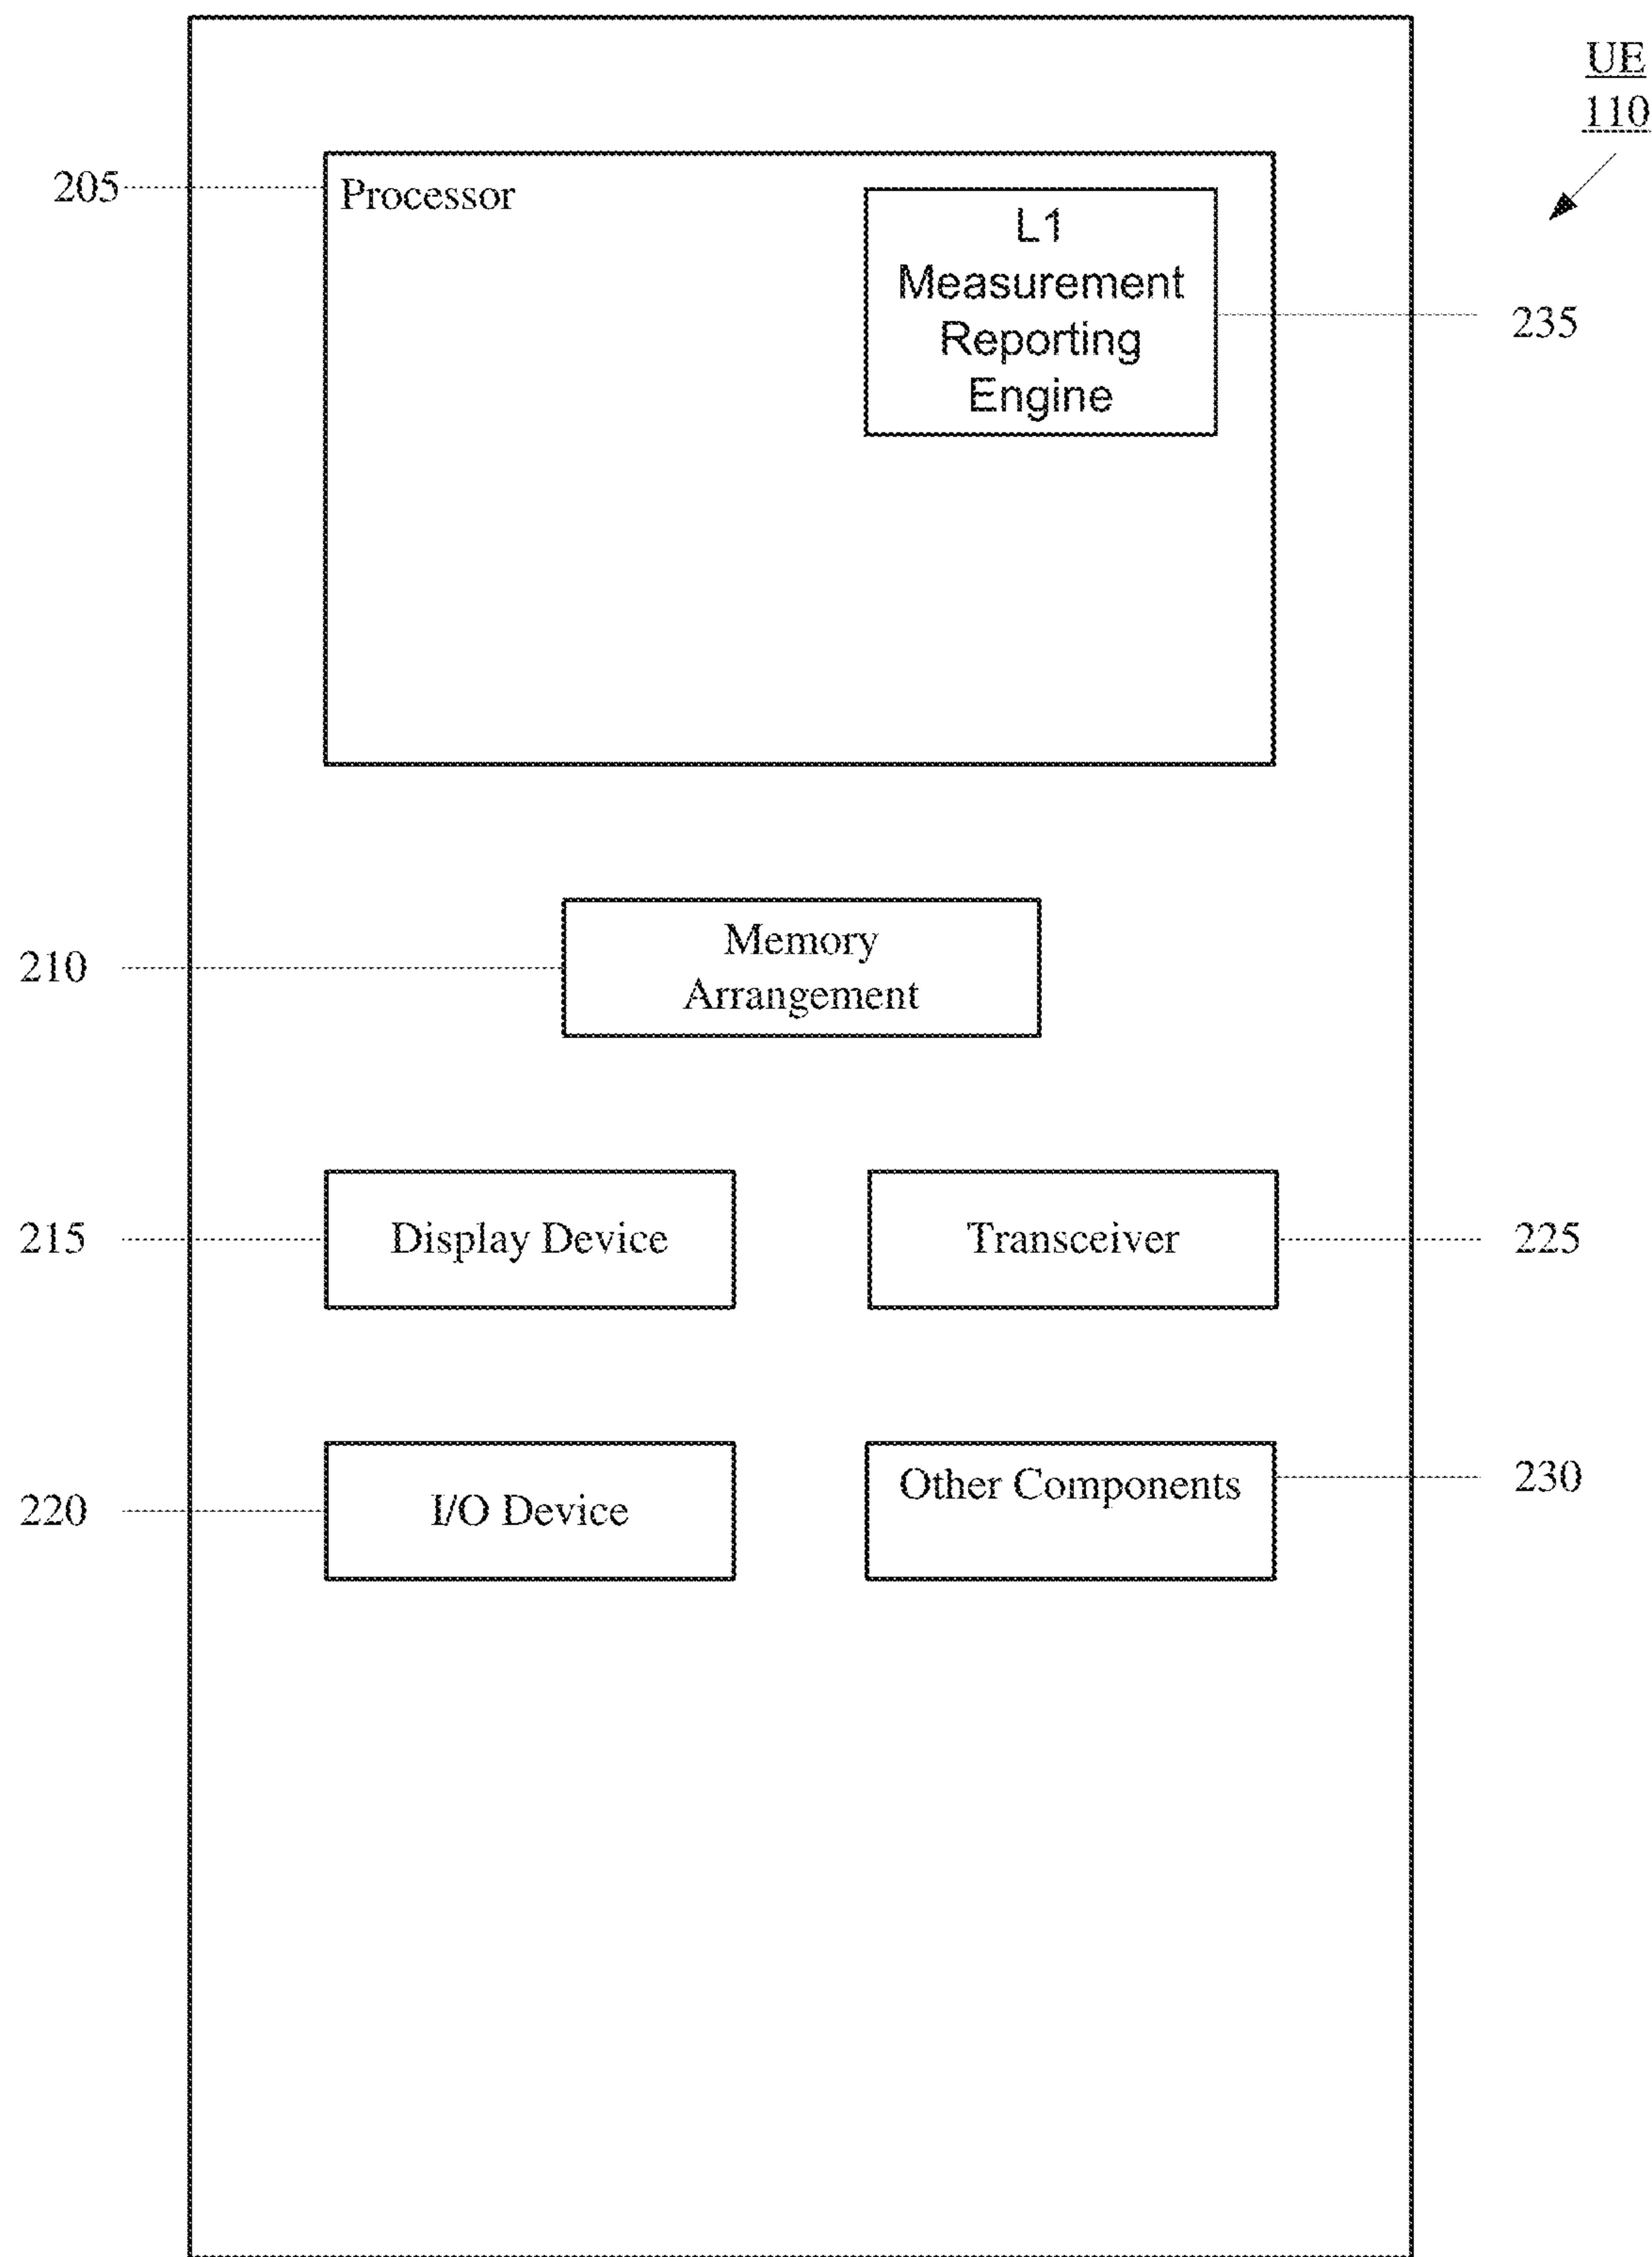 UE
110
205
Processor
L1
Measurement
Reporting
Engine
235
210
Memory
Arrangement
215
Display Device
Transceiver
225
220
I/O Device
Other Components
230